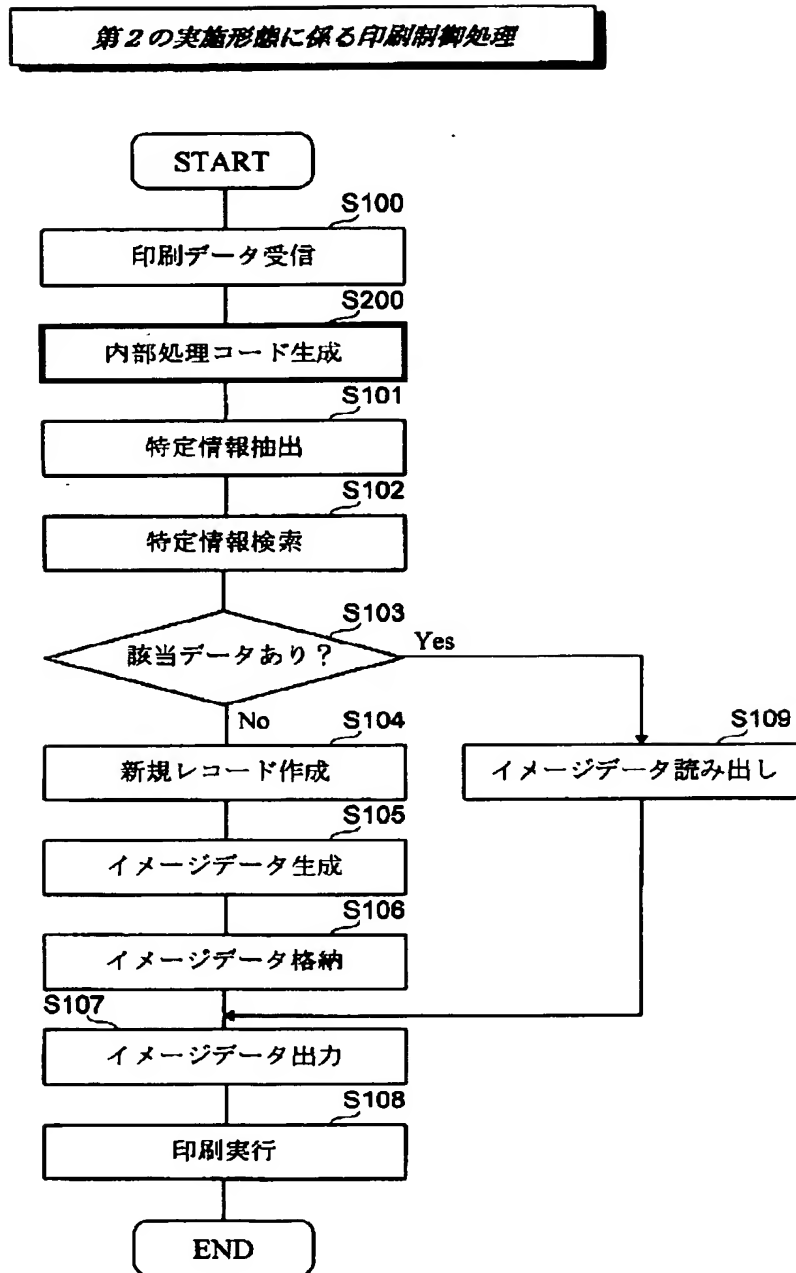 第2の実施形態に係る印刷制御処理
START
S100
印刷データ受信
S200
内部処理コード生成
S101
特定情報抽出
S102
特定情報検索
S103
該当データあり?
Yes
No
S104
新規レコード作成
S109
イメージデータ読み出し
S105
イメージデータ生成
S106
イメージデータ格納
S107
イメージデータ出力
S108
印刷実行
END